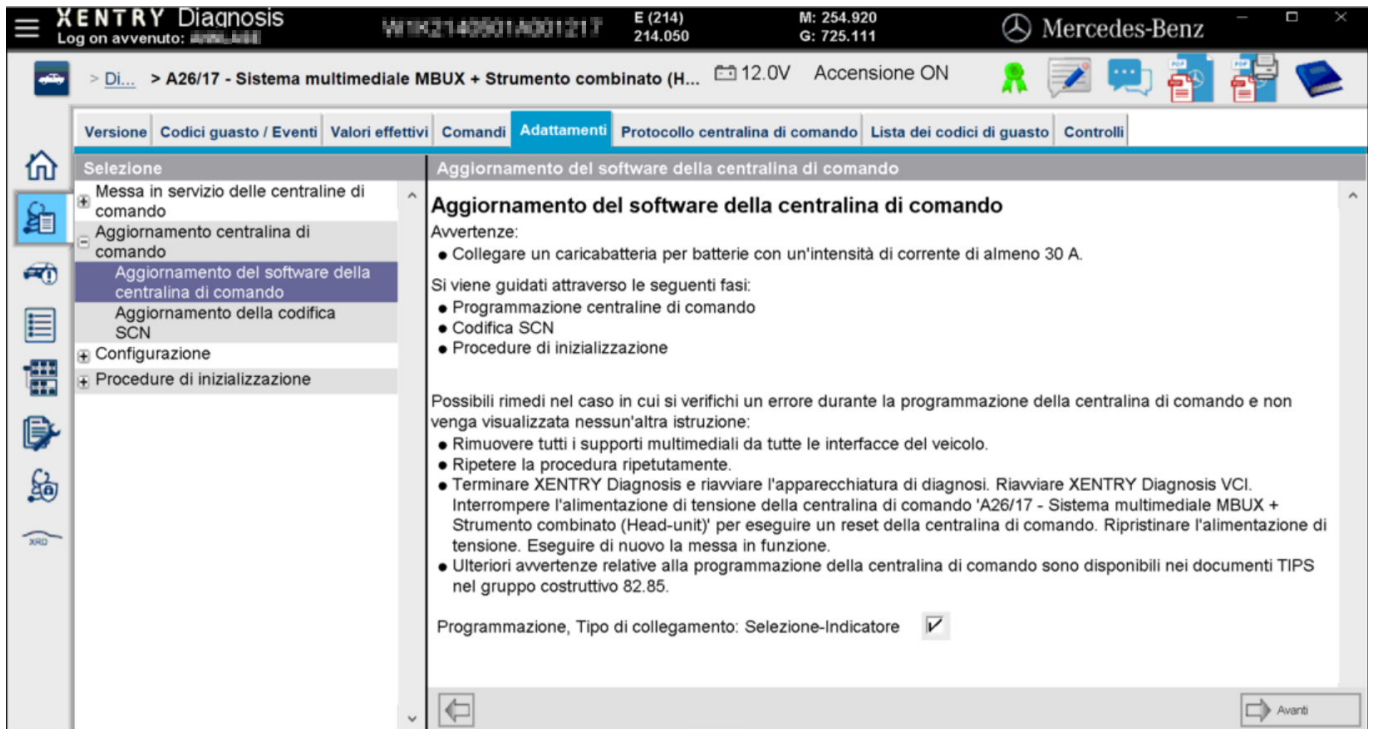 XENTRY Diagnosis
Log on avvenuto:
W1K2140501A001217
E (214)
214.050
M: 254.920
G: 725.111
Mercedes-Benz
> Di... > A26/17 - Sistema multimediale MBUX + Strumento combinato (H...
12.0V
Accensione ON
Versione
Codici guasto / Eventi
Valori effettivi
Comandi
Adattamenti
Protocollo centralina di comando
Lista dei codici di guasto
Controlli
Selezione
Messa in servizio delle centraline di
comando
Aggiornamento centralina di
comando
Aggiornamento del software della
centralina di comando
Aggiornamento della codifica
SCN
Configurazione
Procedure di inizializzazione
Aggiornamento del software della centralina di comando
Aggiornamento del software della centralina di comando
Avvertenze:
● Collegare un caricabatteria per batterie con un'intensità di corrente di almeno 30 A.
Si viene guidati attraverso le seguenti fasi:
● Programmazione centraline di comando
● Codifica SCN
● Procedure di inizializzazione
Possibili rimedi nel caso in cui si verifichi un errore durante la programmazione della centralina di comando e non
venga visualizzata nessun'altra istruzione:
● Rimuovere tutti i supporti multimediali da tutte le interfacce del veicolo.
● Ripetere la procedura ripetutamente.
● Terminare XENTRY Diagnosis e riavviare l'apparecchiatura di diagnosi. Riavviare XENTRY Diagnosis VCI.
Interrompere l'alimentazione di tensione della centralina di comando 'A26/17 - Sistema multimediale MBUX +
Strumento combinato (Head-unit)' per eseguire un reset della centralina di comando. Ripristinare l'alimentazione di
tensione. Eseguire di nuovo la messa in funzione.
● Ulteriori avvertenze relative alla programmazione della centralina di comando sono disponibili nei documenti TIPS
nel gruppo costruttivo 82.85.
Programmazione, Tipo di collegamento: Selezione-Indicatore
Avanti
PDF
PDF
XRD